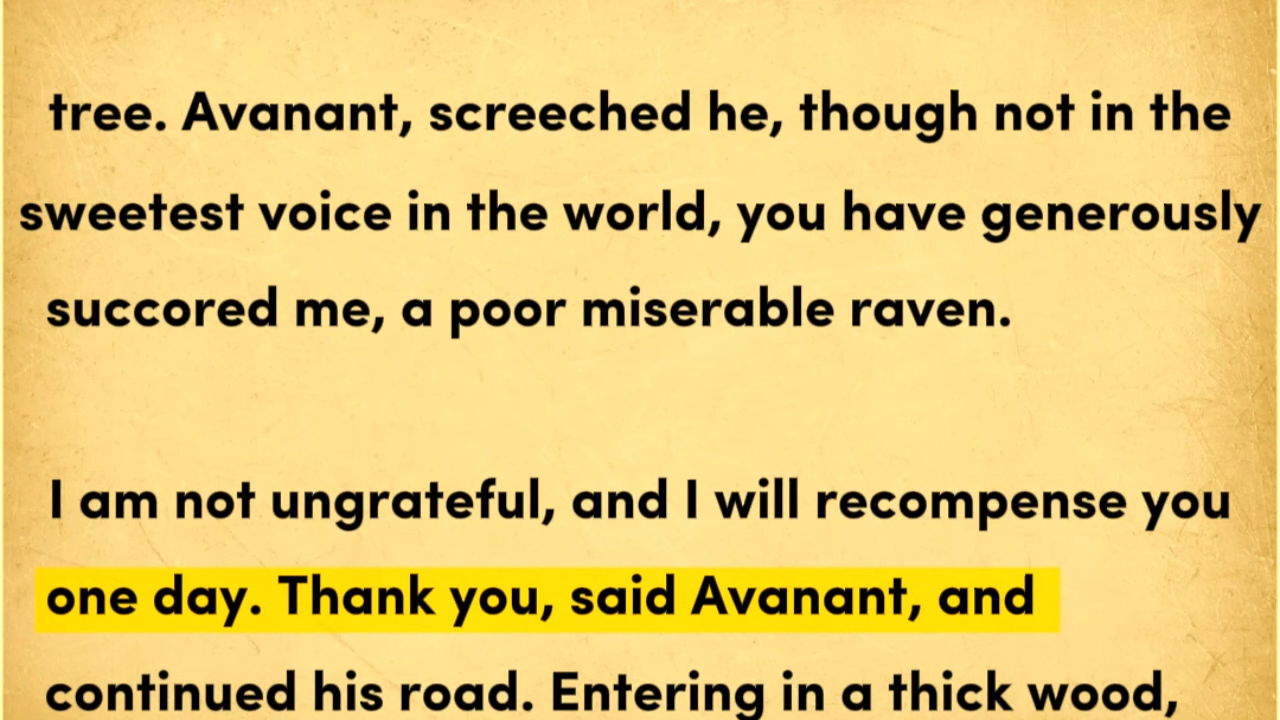 tree. Avanant, screeched he, though not in the
sweetest voice in the world, you have generously
succored me, a poor miserable raven.
I am not ungrateful, and I will recompense you
one day. Thank you, said Avanant, and
continued his road. Entering in a thick wood,